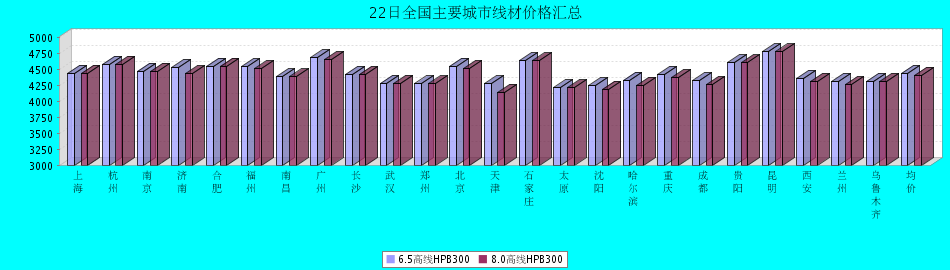 22日全国主要城市线材价格汇总
5000
4750
4500
4250
4000
3750
3500
3250
3000
上海
杭州
南京
济南
合肥
福州
南昌
广州
长沙
武汉
郑州
北京
天津
石家庄
太原
沈阳
哈尔滨
重庆
成都
贵阳
昆明
西安
兰州
乌鲁木齐
均价
6.5高线HPB300
8.0高线HPB300